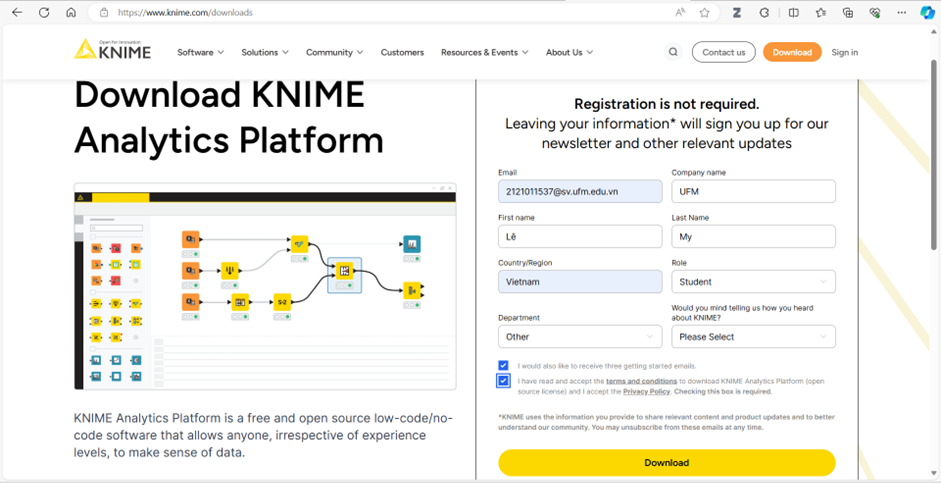 https://www.knime.com/downloads
Open for Innovation
KNIME
Software
Solutions
Community
Customers
Resources & Events
About Us
Contact us
Download
Sign in
Download KNIME
Analytics Platform
S-2
KNIME Analytics Platform is a free and open source low-code/no-
code software that allows anyone, irrespective of experience
levels, to make sense of data.
Registration is not required.
Leaving your information* will sign you up for our
newsletter and other relevant updates
Email
Company name
2121011537@sv.ufm.edu.vn
UFM
First name
Last Name
Lê
My
Country/Region
Role
Vietnam
Student
Department
Would you mind telling us how you heard
about KNIME?
Other
Please Select
I would also like to receive three getting started emails.
I have read and accept the terms and conditions to download KNIME Analytics Platform (open
source license) and I accept the Privacy Policy. Checking this box is required.
*KNIME uses the information you provide to share relevant content and product updates and to better
understand our community. You may unsubscribe from these emails at any time.
Download